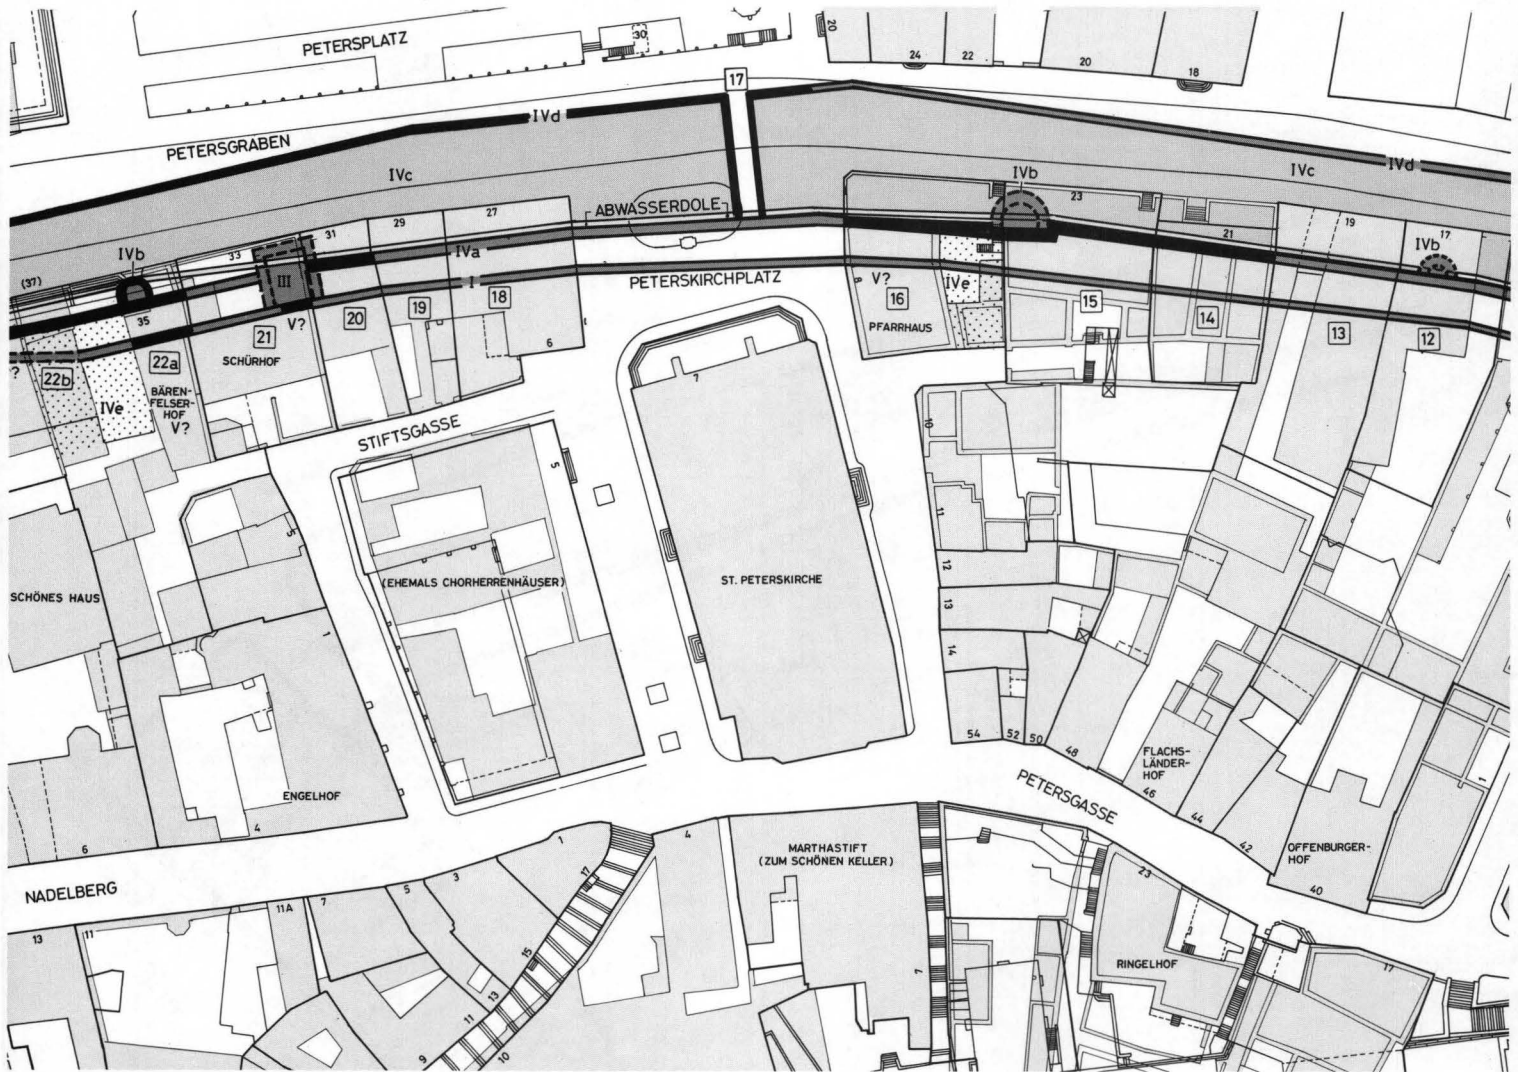 PETERSPLATZ
30
20
24
22
20
18
17
PETERSGRABEN
IVd
IVc
IVb
23
IVc
IVd
ABWASSERDOLE
27
29
31
33
IVa
IVb
(37)
III
I
35
V?
21
SCHÜRHOF
20
19
18
6
?
22b
22a
BÄREN-
FELSER-
HOF
V?
IVe
PETERSKIRCHPLATZ
8
V?
16
PFARRHAUS
IVe
15
21
14
19
17
IVb
13
12
STIFTSGASSE
7
5
5
10
11
12
13
14
SCHÖNES HAUS
(EHEMALS CHORHERRENHÄUSER)
ST. PETERSKIRCHE
1
ENGELHOF
4
6
54
52
50
48
FLACHS-
LÄNDER-
HOF
46
44
42
OFFENBURGER-
HOF
40
1
PETERSGASSE
NADELBERG
MARTHASTIFT
(ZUM SCHÖNEN KELLER)
4
1
3
5
7
11A
11
13
17
15
13
11
9
10
7
23
RINGELHOF
17